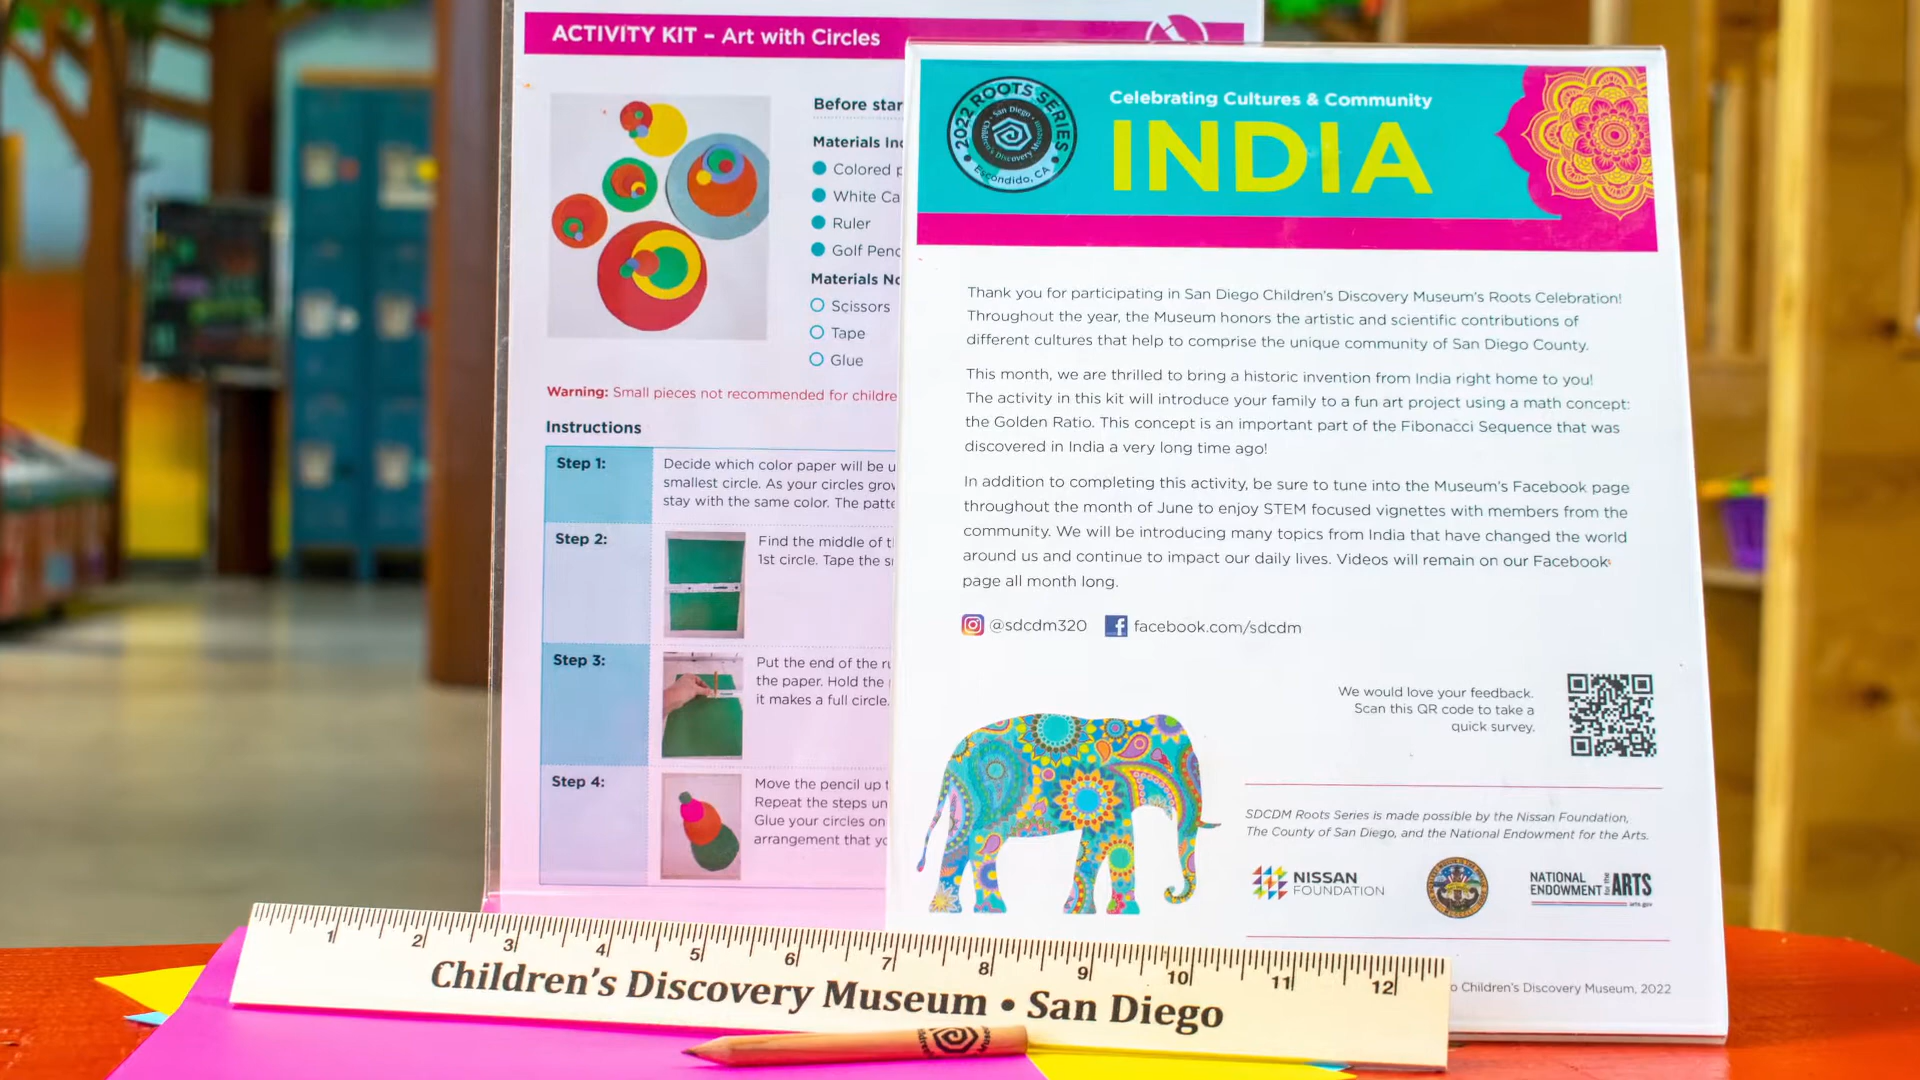 ACTIVITY KIT – Art with Circles
Before star
Materials Inc
Colored p
White Ca
Ruler
Golf Penc
Materials No
Scissors
Tape
Glue
Warning: Small pieces not recommended for childre
Instructions
Step 1:
Decide which color paper will be u
smallest circle. As your circles grov
stay with the same color. The patte
Step 2:
Find the middle of t
1st circle. Tape the s
Step 3:
Put the end of the ru
the paper. Hold the
it makes a full circle.
Step 4:
Move the pencil up t
Repeat the steps un
Glue your circles on
arrangement that yo
2022 ROOTS SERIES
San Diego
Children's Discovery Museum
Escondido, CA
Celebrating Cultures & Community
INDIA
Thank you for participating in San Diego Children's Discovery Museum's Roots Celebration!
Throughout the year, the Museum honors the artistic and scientific contributions of
different cultures that help to comprise the unique community of San Diego County.
This month, we are thrilled to bring a historic invention from India right home to you!
The activity in this kit will introduce your family to a fun art project using a math concept:
the Golden Ratio. This concept is an important part of the Fibonacci Sequence that was
discovered in India a very long time ago!
In addition to completing this activity, be sure to tune into the Museum's Facebook page
throughout the month of June to enjoy STEM focused vignettes with members from the
community. We will be introducing many topics from India that have changed the world
around us and continue to impact our daily lives. Videos will remain on our Facebook
page all month long.
@sdcdm320 facebook.com/sdcdm
We would love your feedback.
Scan this QR code to take a
quick survey.
SDCDM Roots Series is made possible by the Nissan Foundation,
The County of San Diego, and the National Endowment for the Arts.
NISSAN
FOUNDATION
NATIONAL
ENDOWMENT for the ARTS
arts.gov
o Children's Discovery Museum, 2022
1 2 3 4 5 6 7 8 9 10 11 12
Children's Discovery Museum • San Diego